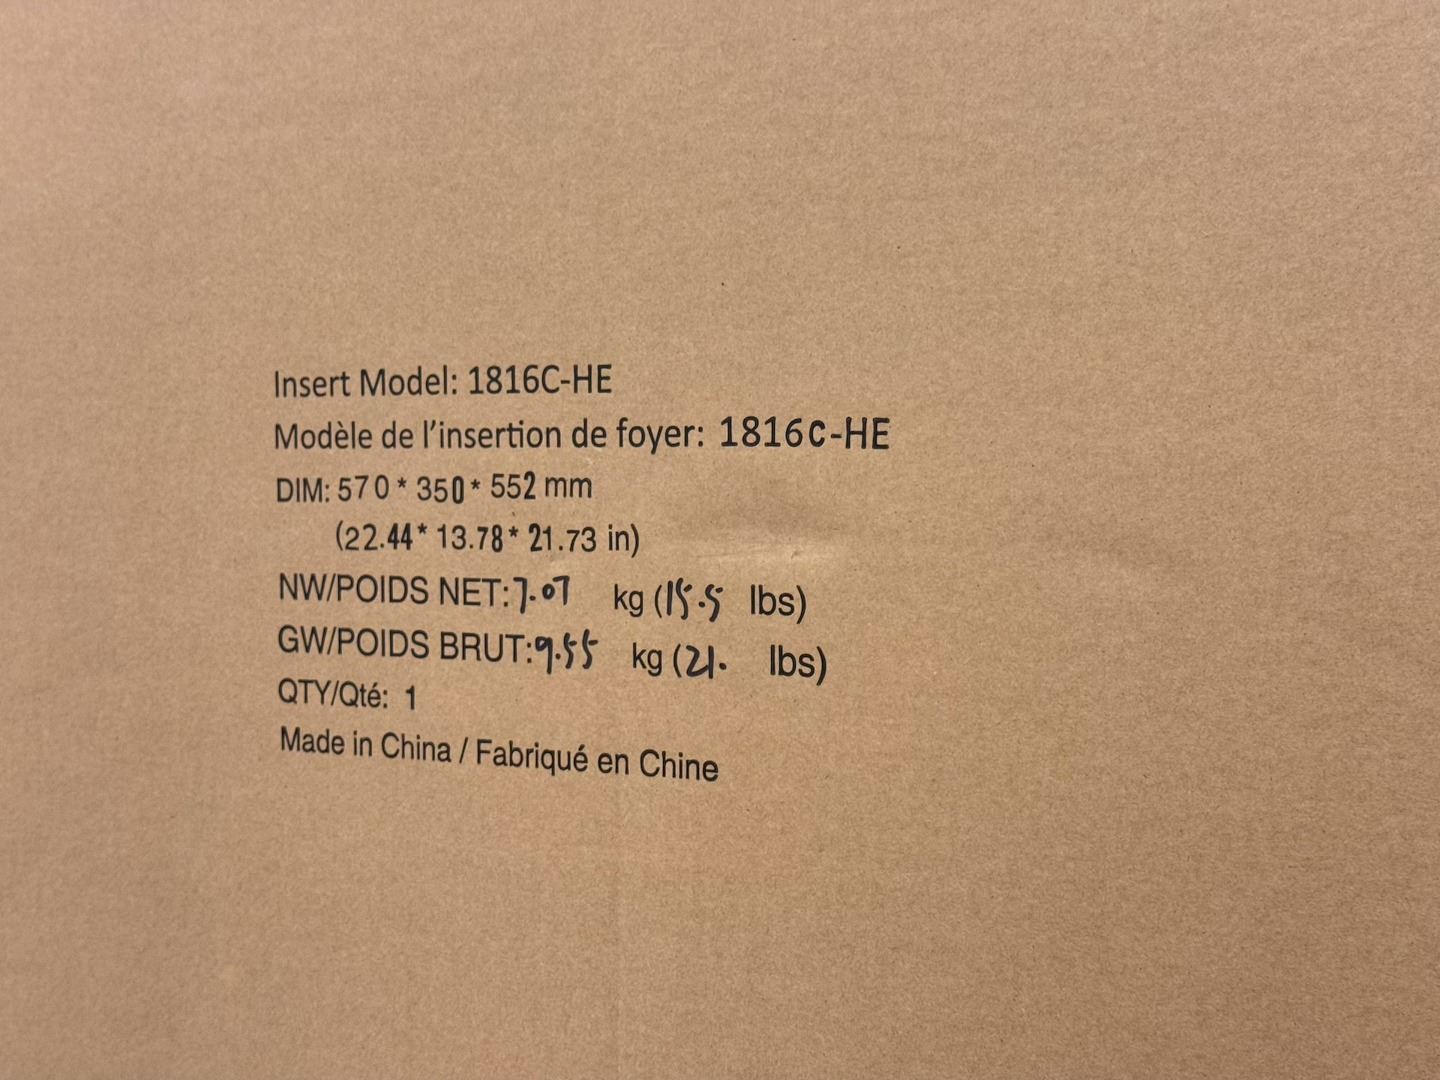 Insert Model: 1816C-HE
Modèle de l'insertion de foyer: 1816C-HE
DIM: 570 * 350 * 552 mm
(22.44* 13.78* 21.73 in)
NW/POIDS NET: 7.07 kg (15.5 lbs)
GW/POIDS BRUT: 9.55 kg (21. lbs)
QTY/Qté: 1
Made in China / Fabriqué en Chine